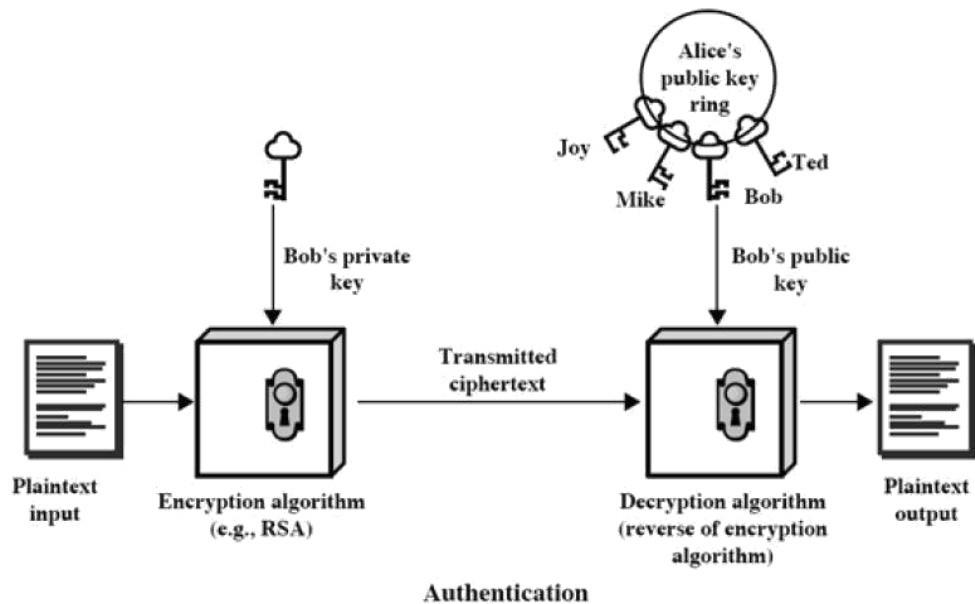 Alice's
public key
ring
Joy
Mike
Bob
Ted
Bob's private
key
Bob's public
key
Transmitted
ciphertext
Plaintext
input
Encryption algorithm
(e.g., RSA)
Decryption algorithm
(reverse of encryption
algorithm)
Plaintext
output
Authentication